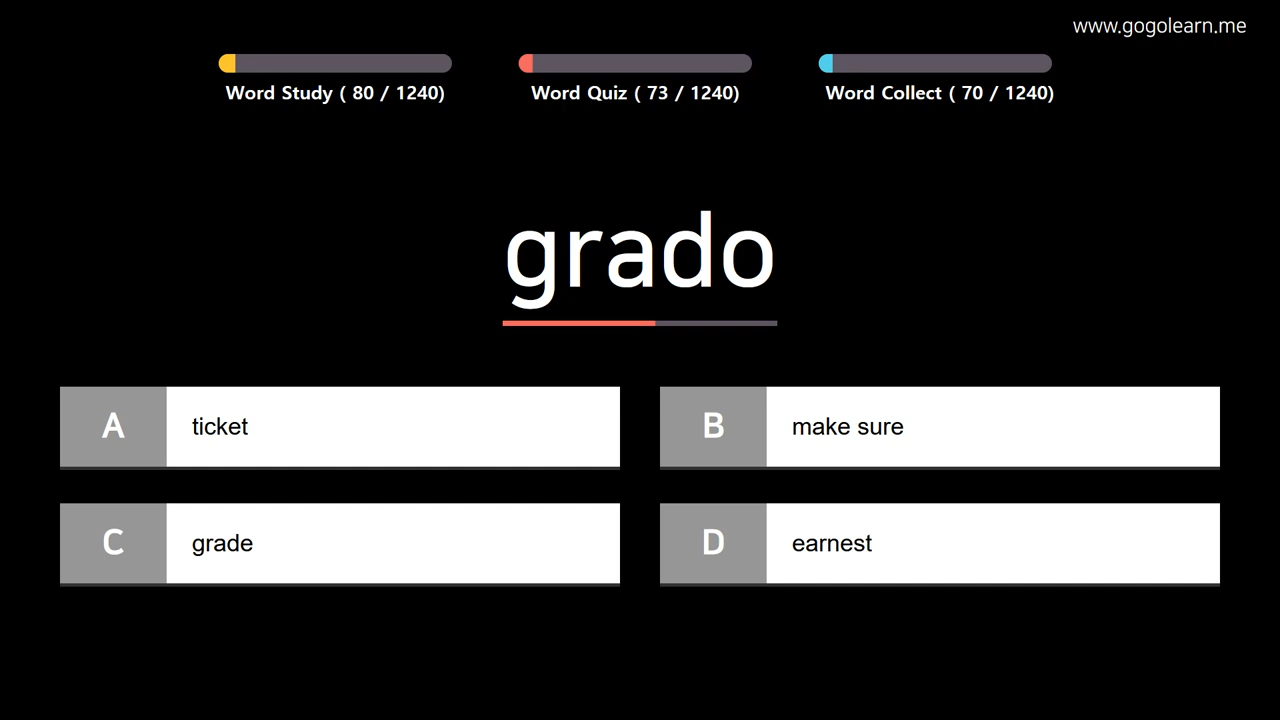 www.gogolearn.me
Word Study ( 80 / 1240)
Word Quiz ( 73 / 1240)
Word Collect ( 70 / 1240)
grado
A ticket
B make sure
C grade
D earnest